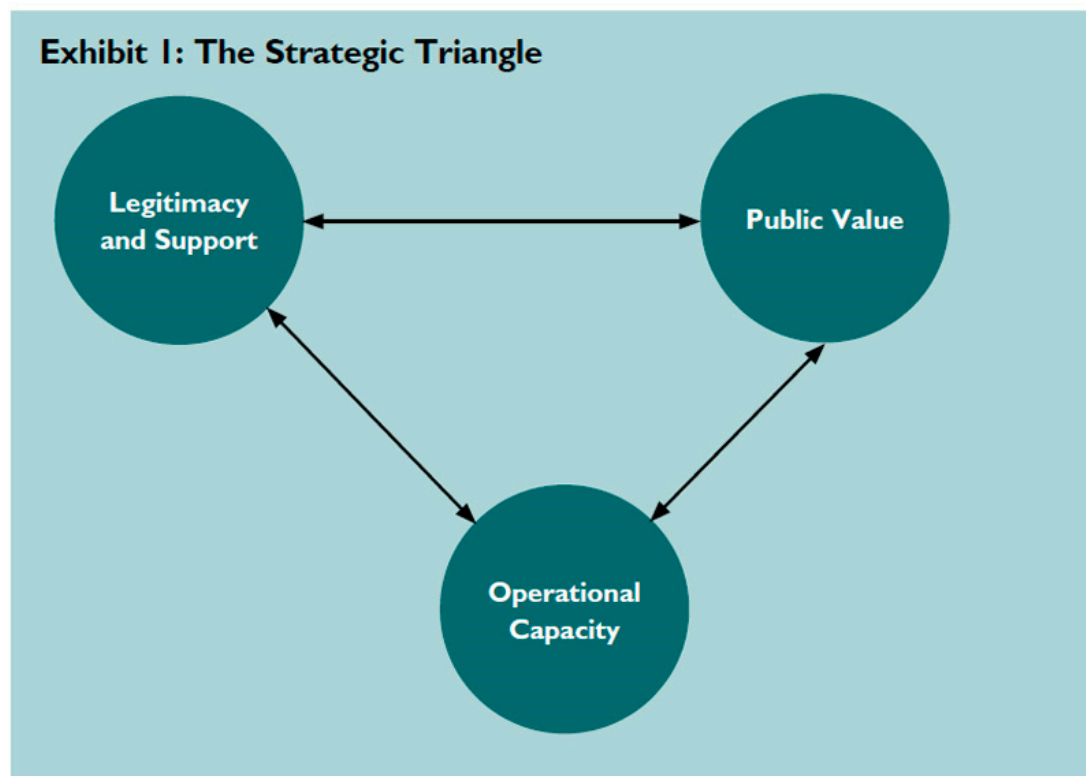 Exhibit 1: The Strategic Triangle
Legitimacy
and Support
Public Value
Operational
Capacity